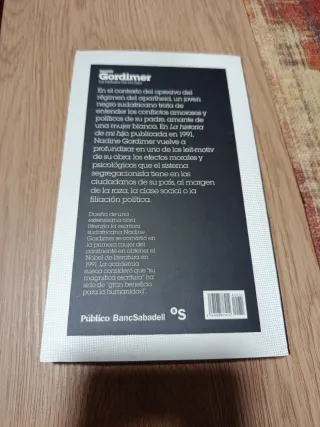 Gordimer
En el contexto del opresivo del
régimen del apartheid, un joven
negro sudafricano trata de
entender los conflictos amorosos y
políticos de su padre, amante de
una mujer blanca. En La historia
de mi hijo, publicada en 1991,
Nadine Gordimer vuelve a
profundizar en uno de los leit-motiv
de su obra: los efectos morales y
psicológicos que el sistema
segregacionista tiene en los
ciudadanos de su país, al margen
de la raza, la clase social o la
filiación política.
Dueña de una
extensísima obra
literaria la escritora
sudafricana Nadine
Gordimer se convirtió en
la primera mujer del
continente en obtener el
Nobel de literatura en
1991. La academia
sueca consideró que "su
magnífica escritura" ha
sido de "gran beneficio
para la humanidad".
Público BancSabadell
°S